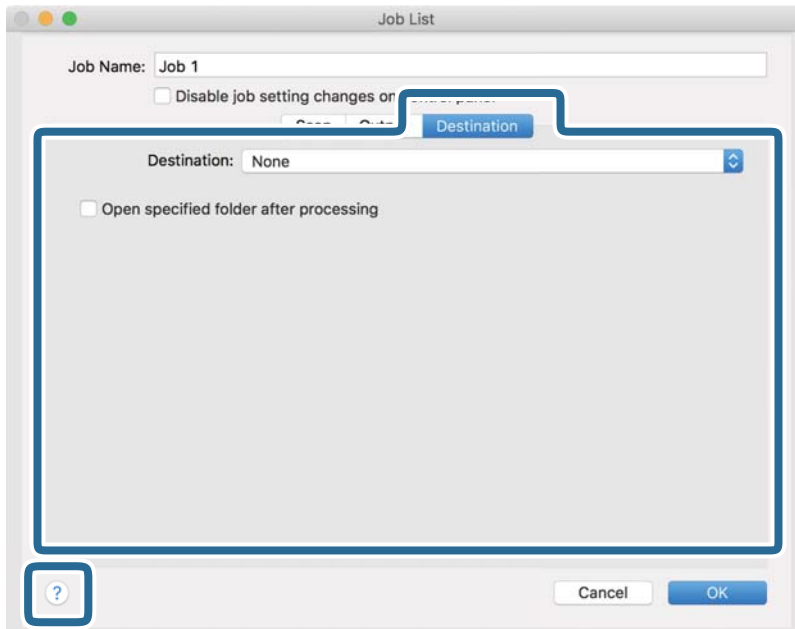 Job List
Job Name: Job 1
Disable job setting changes on
Destination
Destination: None
Open specified folder after processing
?
Cancel OK